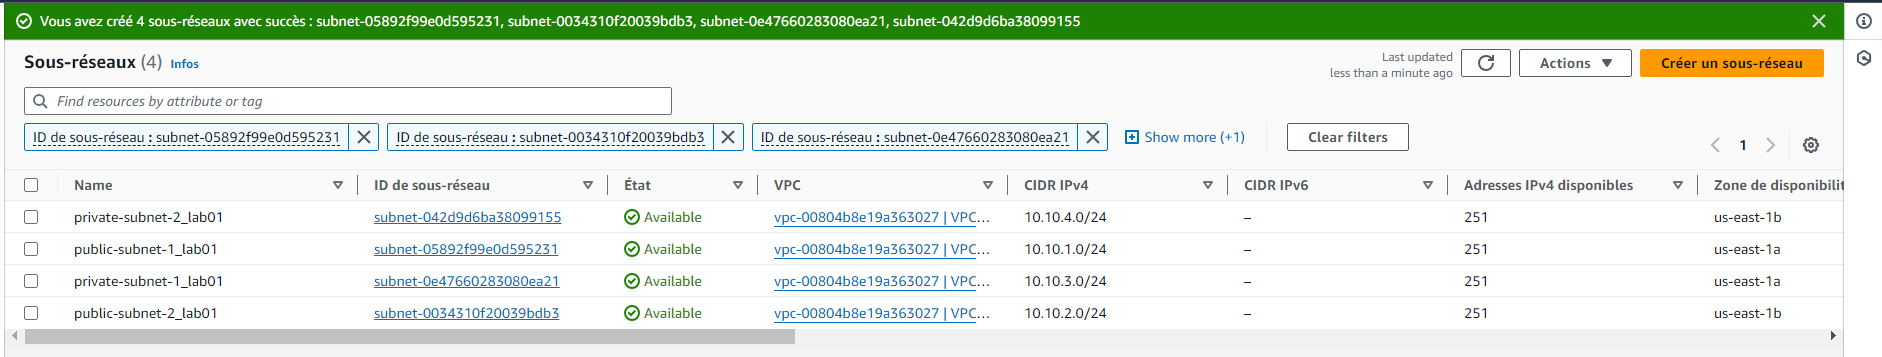 Vous avez créé 4 sous-réseaux avec succès : subnet-05892f99e0d595231, subnet-0034310f20039bdb3, subnet-0e47660283080ea21, subnet-042d9d6ba38099155
Sous-réseaux (4) Infos
Last updated
less than a minute ago
Actions
Créer un sous-réseau
Find resources by attribute or tag
ID de sous-réseau : subnet-05892f99e0d595231 ID de sous-réseau : subnet-0034310f20039bdb3 ID de sous-réseau : subnet-0e47660283080ea21 Show more (+1) Clear filters
1
Name ID de sous-réseau État VPC CIDR IPv4 CIDR IPv6 Adresses IPv4 disponibles Zone de disponibilit
private-subnet-2_lab01 subnet-042d9d6ba38099155 Available vpc-00804b8e19a363027 | VPC… 10.10.4.0/24 – 251 us-east-1b
public-subnet-1_lab01 subnet-05892f99e0d595231 Available vpc-00804b8e19a363027 | VPC… 10.10.1.0/24 – 251 us-east-1a
private-subnet-1_lab01 subnet-0e47660283080ea21 Available vpc-00804b8e19a363027 | VPC… 10.10.3.0/24 – 251 us-east-1a
public-subnet-2_lab01 subnet-0034310f20039bdb3 Available vpc-00804b8e19a363027 | VPC… 10.10.2.0/24 – 251 us-east-1b